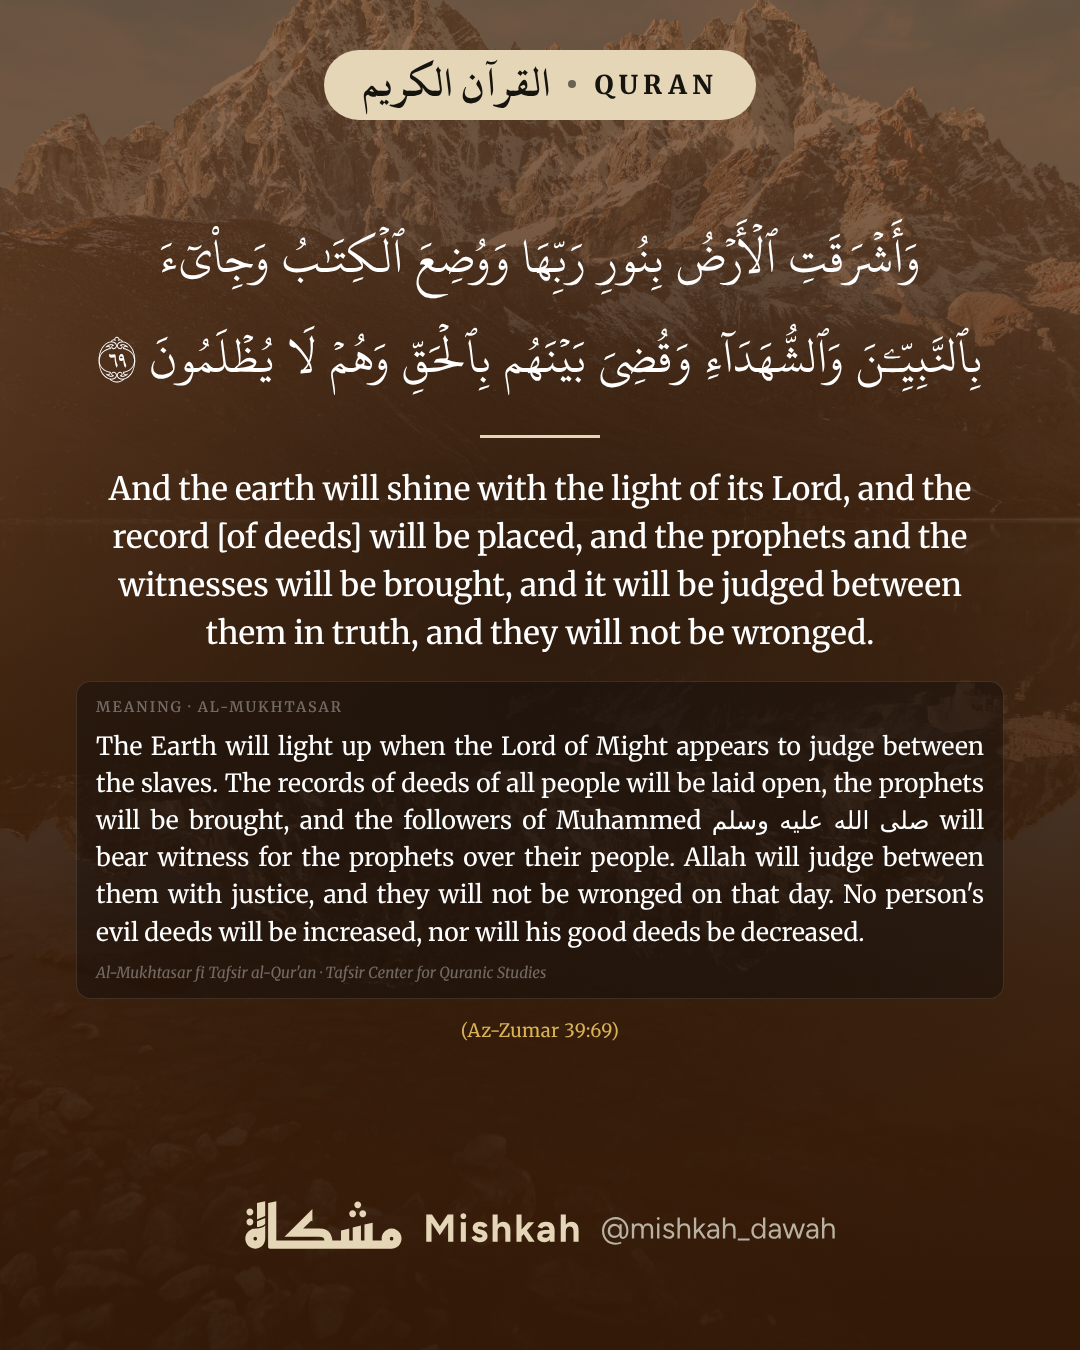 القرآن الكريم • QURAN
وَأَشْرَقَتِ ٱلْأَرْضُ بِنُورِ رَبِّهَا وَوُضِعَ ٱلْكِتَـٰبُ وَجِا۟ىٓءَ
بِٱلنَّبِيِّـۧنَ وَٱلشُّهَدَآءِ وَقُضِىَ بَيْنَهُم بِٱلْحَقِّ وَهُمْ لَا يُظْلَمُونَ ٦٩
And the earth will shine with the light of its Lord, and the
record [of deeds] will be placed, and the prophets and the
witnesses will be brought, and it will be judged between
them in truth, and they will not be wronged.
MEANING · AL-MUKHTASAR
The Earth will light up when the Lord of Might appears to judge between
the slaves. The records of deeds of all people will be laid open, the prophets
will be brought, and the followers of Muhammed صلى الله عليه وسلم will
bear witness for the prophets over their people. Allah will judge between
them with justice, and they will not be wronged on that day. No person's
evil deeds will be increased, nor will his good deeds be decreased.
Al-Mukhtasar fi Tafsir al-Qur'an · Tafsir Center for Quranic Studies
(Az-Zumar 39:69)
مشكاة Mishkah @mishkah_dawah